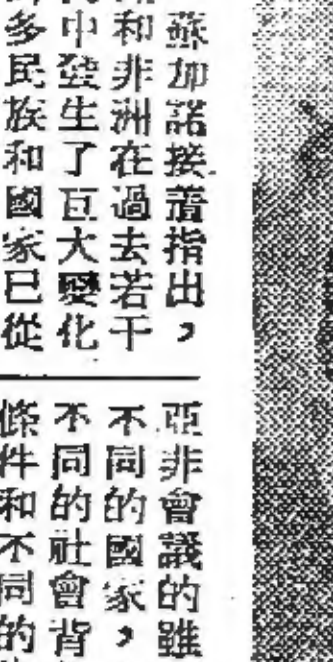 蘇加諾接着指出，
和非洲在過去若干
中發生了巨大變化
多民族和國家已從
亞非會議的雖
不同的國家，
不同的社會背
條件和不同的